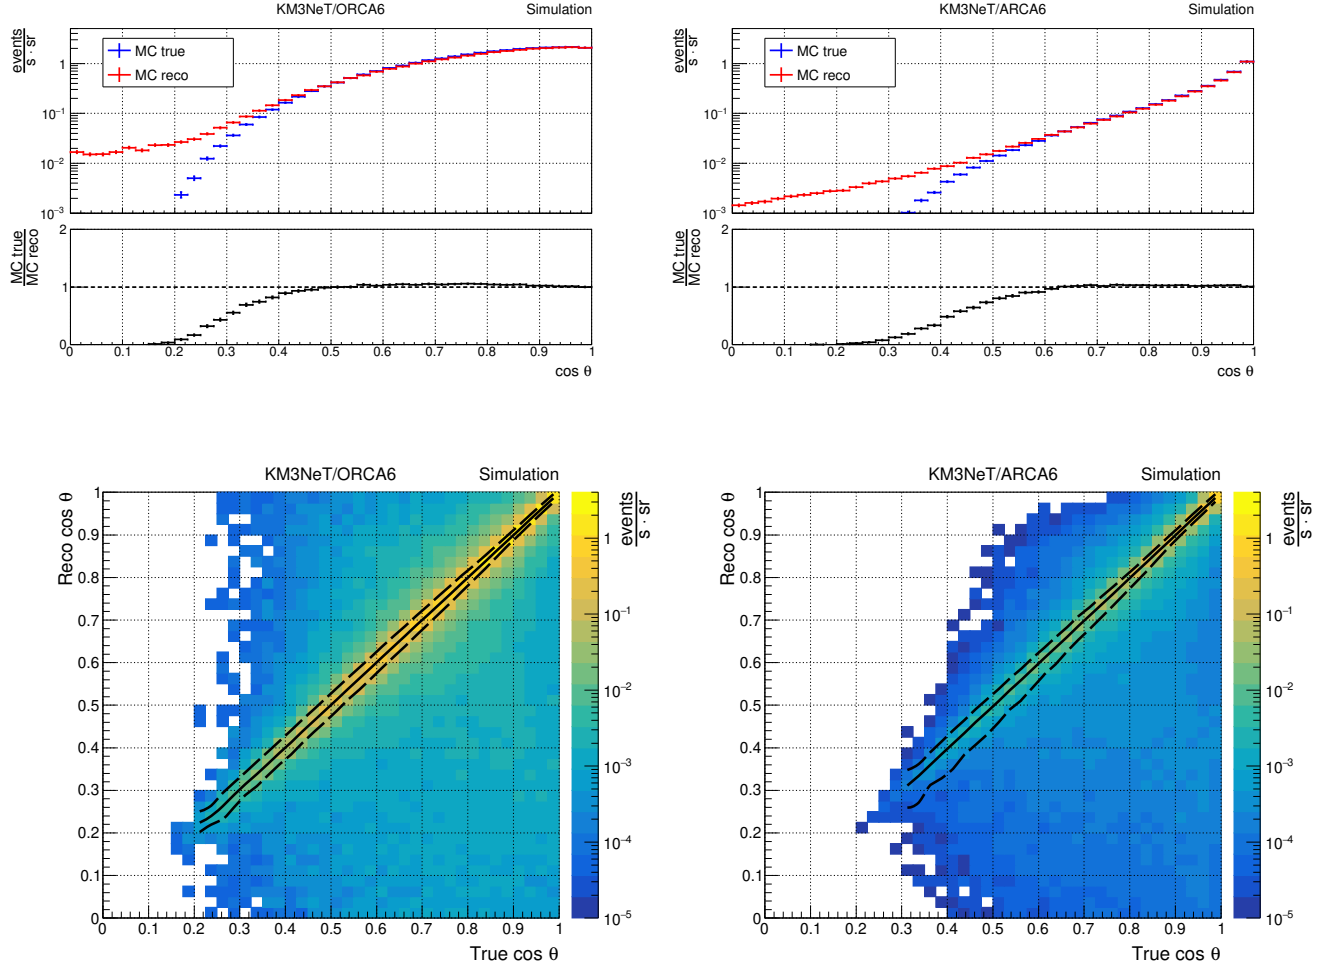 KM3NeT/ORCA6 Simulation
events
s · sr
MC true
MC reco
1
10⁻¹
10⁻²
10⁻³
MC true
MC reco
2
1
0
0 0.1 0.2 0.3 0.4 0.5 0.6 0.7 0.8 0.9 1
cos θ
KM3NeT/ARCA6 Simulation
events
s · sr
MC true
MC reco
1
10⁻¹
10⁻²
10⁻³
MC true
MC reco
2
1
0
0 0.1 0.2 0.3 0.4 0.5 0.6 0.7 0.8 0.9 1
cos θ
KM3NeT/ORCA6 Simulation
Reco cos θ
1
0.9
0.8
0.7
0.6
0.5
0.4
0.3
0.2
0.1
0
0 0.1 0.2 0.3 0.4 0.5 0.6 0.7 0.8 0.9 1
True cos θ
events
s · sr
1
10⁻¹
10⁻²
10⁻³
10⁻⁴
10⁻⁵
KM3NeT/ARCA6 Simulation
Reco cos θ
1
0.9
0.8
0.7
0.6
0.5
0.4
0.3
0.2
0.1
0
0 0.1 0.2 0.3 0.4 0.5 0.6 0.7 0.8 0.9 1
True cos θ
events
s · sr
1
10⁻¹
10⁻²
10⁻³
10⁻⁴
10⁻⁵